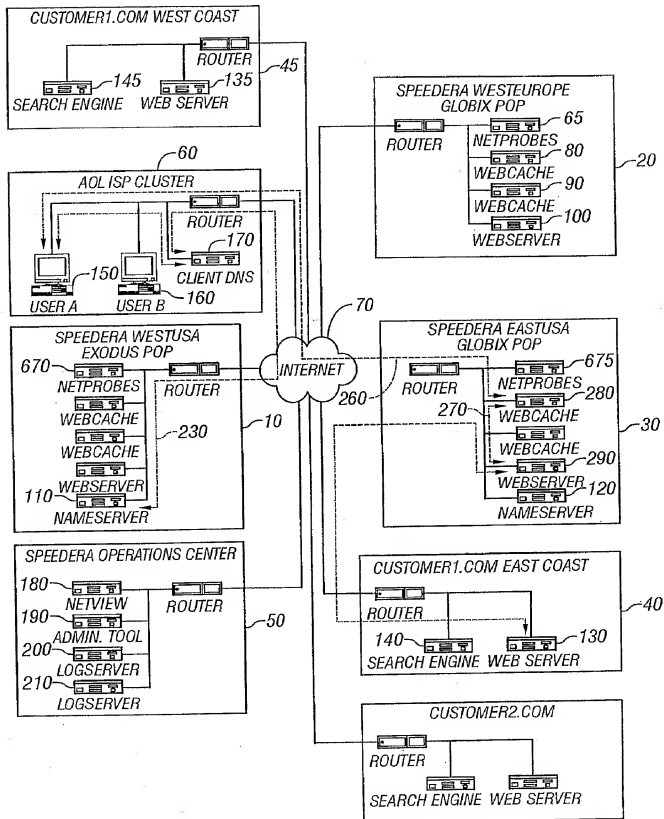 CUSTOMER1.COM WEST COAST
ROUTER
145
135
45
SEARCH ENGINE
WEB SERVER
60
AOL ISP CLUSTER
ROUTER
170
CLIENT DNS
150
160
USER A
USER B
SPEEDERA WESTUSA
EXODUS POP
670
NETPROBES
ROUTER
WEBCACHE
WEBCACHE
230
10
WEBSERVER
110
NAMESERVER
SPEEDERA OPERATIONS CENTER
180
NETVIEW
ROUTER
190
ADMIN. TOOL
200
LOGSERVER
50
210
LOGSERVER
70
INTERNET
260
SPEEDERA WESTEUROPE
GLOBIX POP
65
ROUTER
NETPROBES
80
20
WEBCACHE
90
WEBCACHE
100
WEBSERVER
SPEEDERA EASTUSA
GLOBIX POP
675
ROUTER
NETPROBES
280
270
WEBCACHE
30
WEBCACHE
290
WEBSERVER
120
NAMESERVER
CUSTOMER1.COM EAST COAST
ROUTER
40
140
130
SEARCH ENGINE
WEB SERVER
CUSTOMER2.COM
ROUTER
SEARCH ENGINE
WEB SERVER